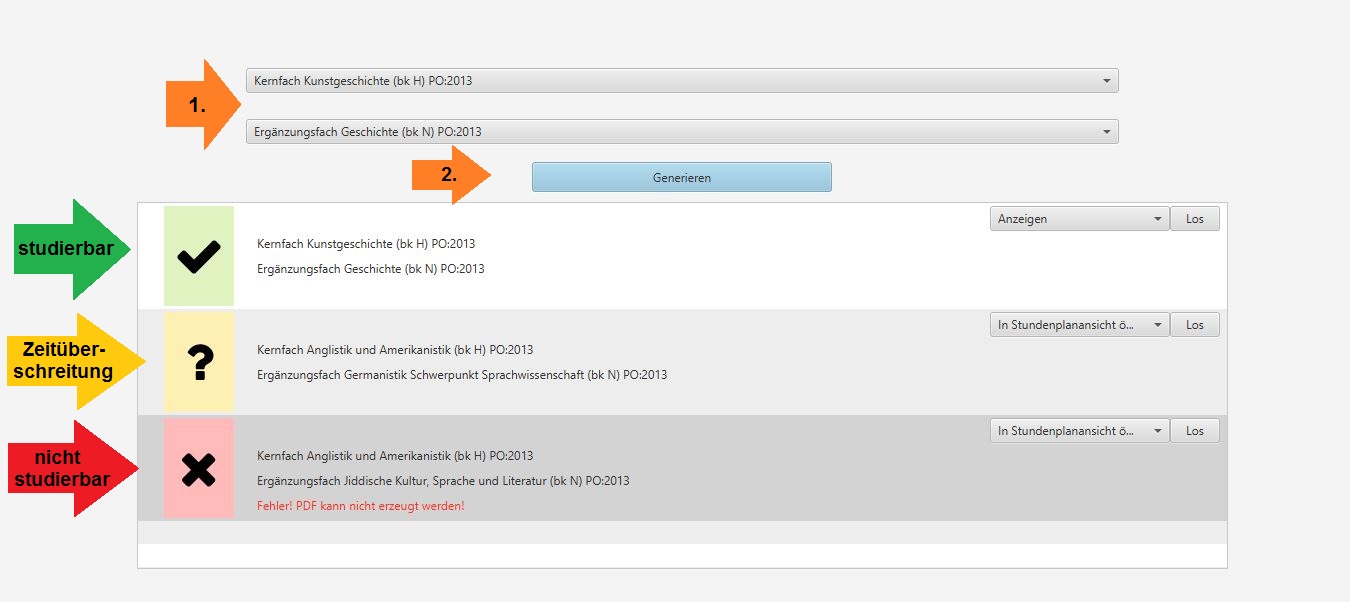 1.
Kernfach Kunstgeschichte (bk H) PO:2013
Ergänzungsfach Geschichte (bk N) PO:2013
2.
Generieren
studierbar
Anzeigen
Los
Kernfach Kunstgeschichte (bk H) PO:2013
Ergänzungsfach Geschichte (bk N) PO:2013
Zeitüber-
schreitung
?
In Stundenplanansicht ö...
Los
Kernfach Anglistik und Amerikanistik (bk H) PO:2013
Ergänzungsfach Germanistik Schwerpunkt Sprachwissenschaft (bk N) PO:2013
nicht
studierbar
In Stundenplanansicht ö...
Los
Kernfach Anglistik und Amerikanistik (bk H) PO:2013
Ergänzungsfach Jiddische Kultur, Sprache und Literatur (bk N) PO:2013
Fehler! PDF kann nicht erzeugt werden!